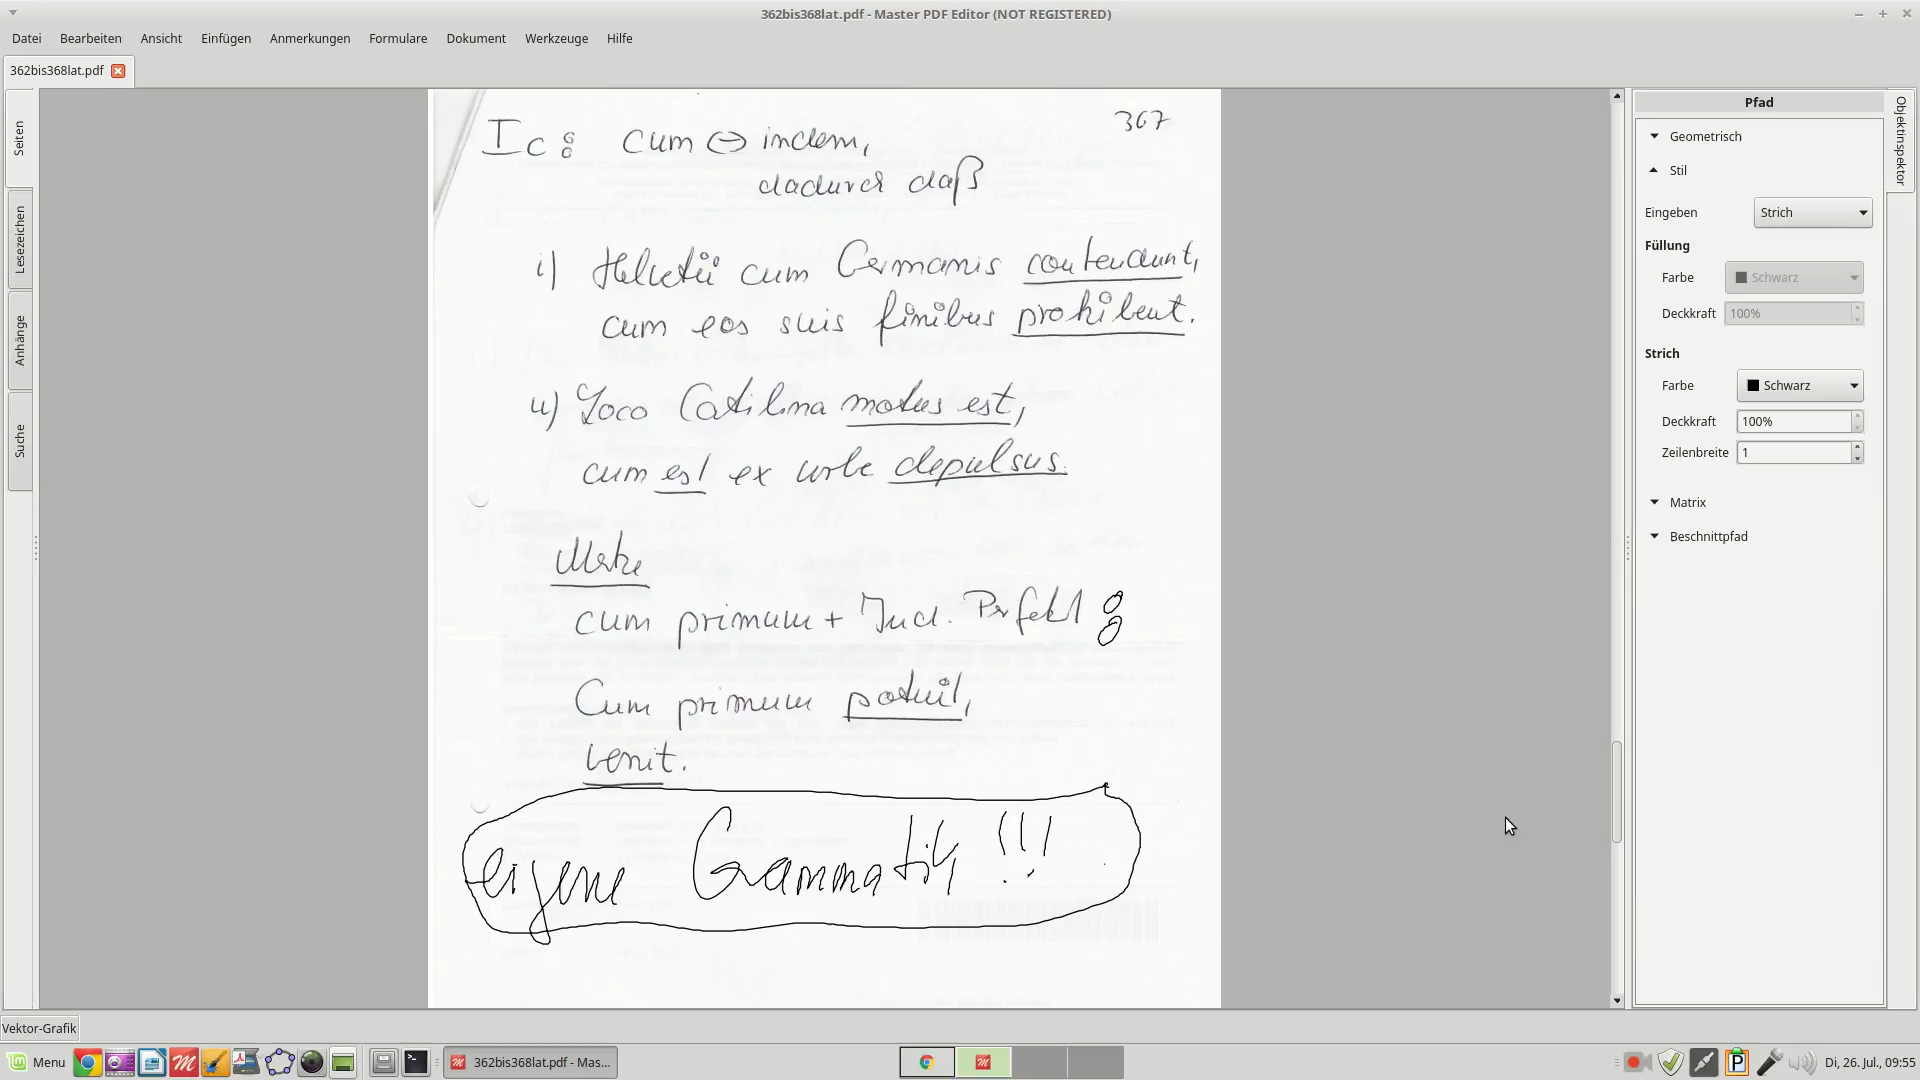 362bis368lat.pdf - Master PDF Editor (NOT REGISTERED)
Datei Bearbeiten Ansicht Einfügen Anmerkungen Formulare Dokument Werkzeuge Hilfe
362bis368lat.pdf
Seiten
Lesezeichen
Anhänge
Suche
367
Ic: cum ↔ indem,
dadurch daß
i) Helvetii cum Germanis contendunt,
cum eos suis finibus prohibent.
ii) Loco Catilina motus est,
cum est ex urbe depulsus.
Merke
cum primum + Ind. Perfekt :
Cum primum potuit,
venit.
eigene Grammatik !!!
Pfad
Geometrisch
Stil
Eingeben Strich
Füllung
Farbe Schwarz
Deckkraft 100%
Strich
Farbe Schwarz
Deckkraft 100%
Zeilenbreite 1
Matrix
Beschnittpfad
Objektinspektor
Vektor-Grafik
Menu 362bis368lat.pdf - Mas... Di, 26. Jul., 09:55